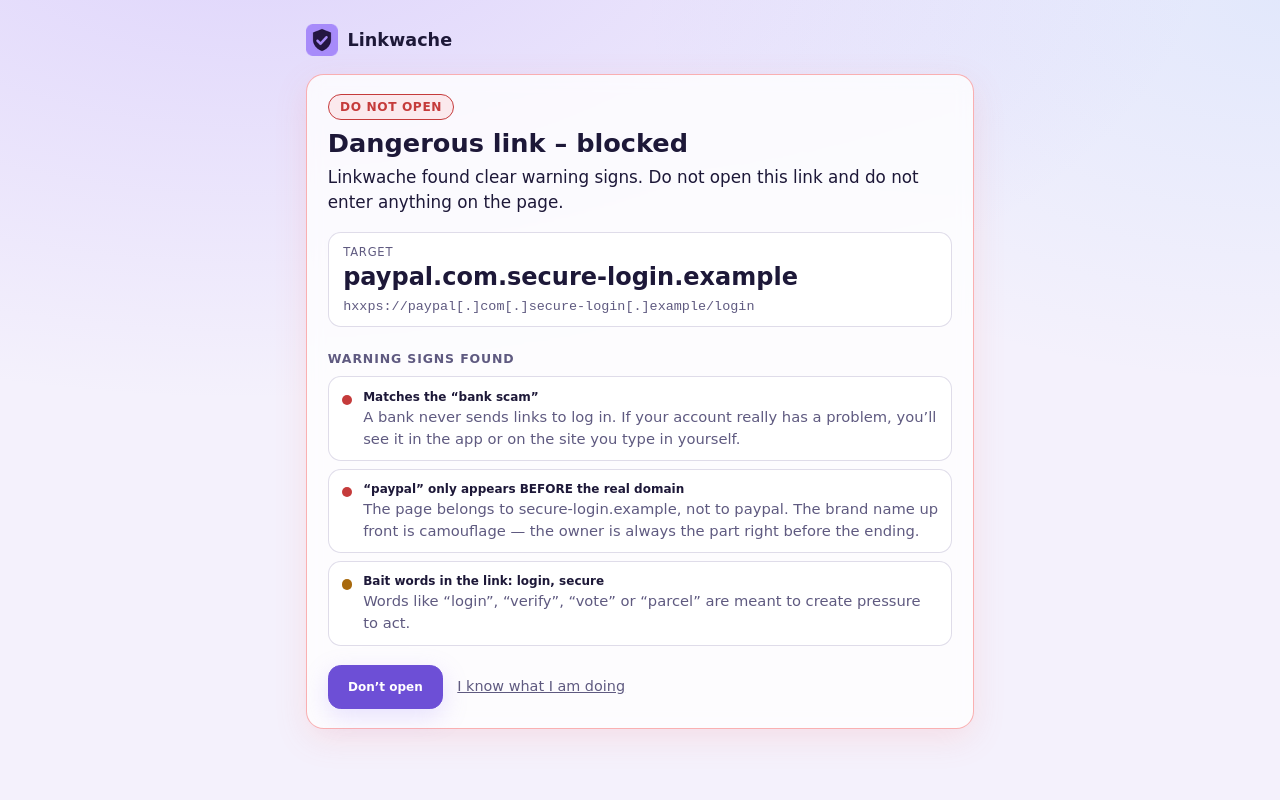 Linkwache
DO NOT OPEN
Dangerous link – blocked
Linkwache found clear warning signs. Do not open this link and do not
enter anything on the page.
TARGET
paypal.com.secure-login.example
hxxps://paypal[.]com[.]secure-login[.]example/login
WARNING SIGNS FOUND
Matches the “bank scam”
A bank never sends links to log in. If your account really has a problem, you’ll
see it in the app or on the site you type in yourself.
“paypal” only appears BEFORE the real domain
The page belongs to secure-login.example, not to paypal. The brand name up
front is camouflage — the owner is always the part right before the ending.
Bait words in the link: login, secure
Words like “login”, “verify”, “vote” or “parcel” are meant to create pressure
to act.
Don’t open
I know what I am doing